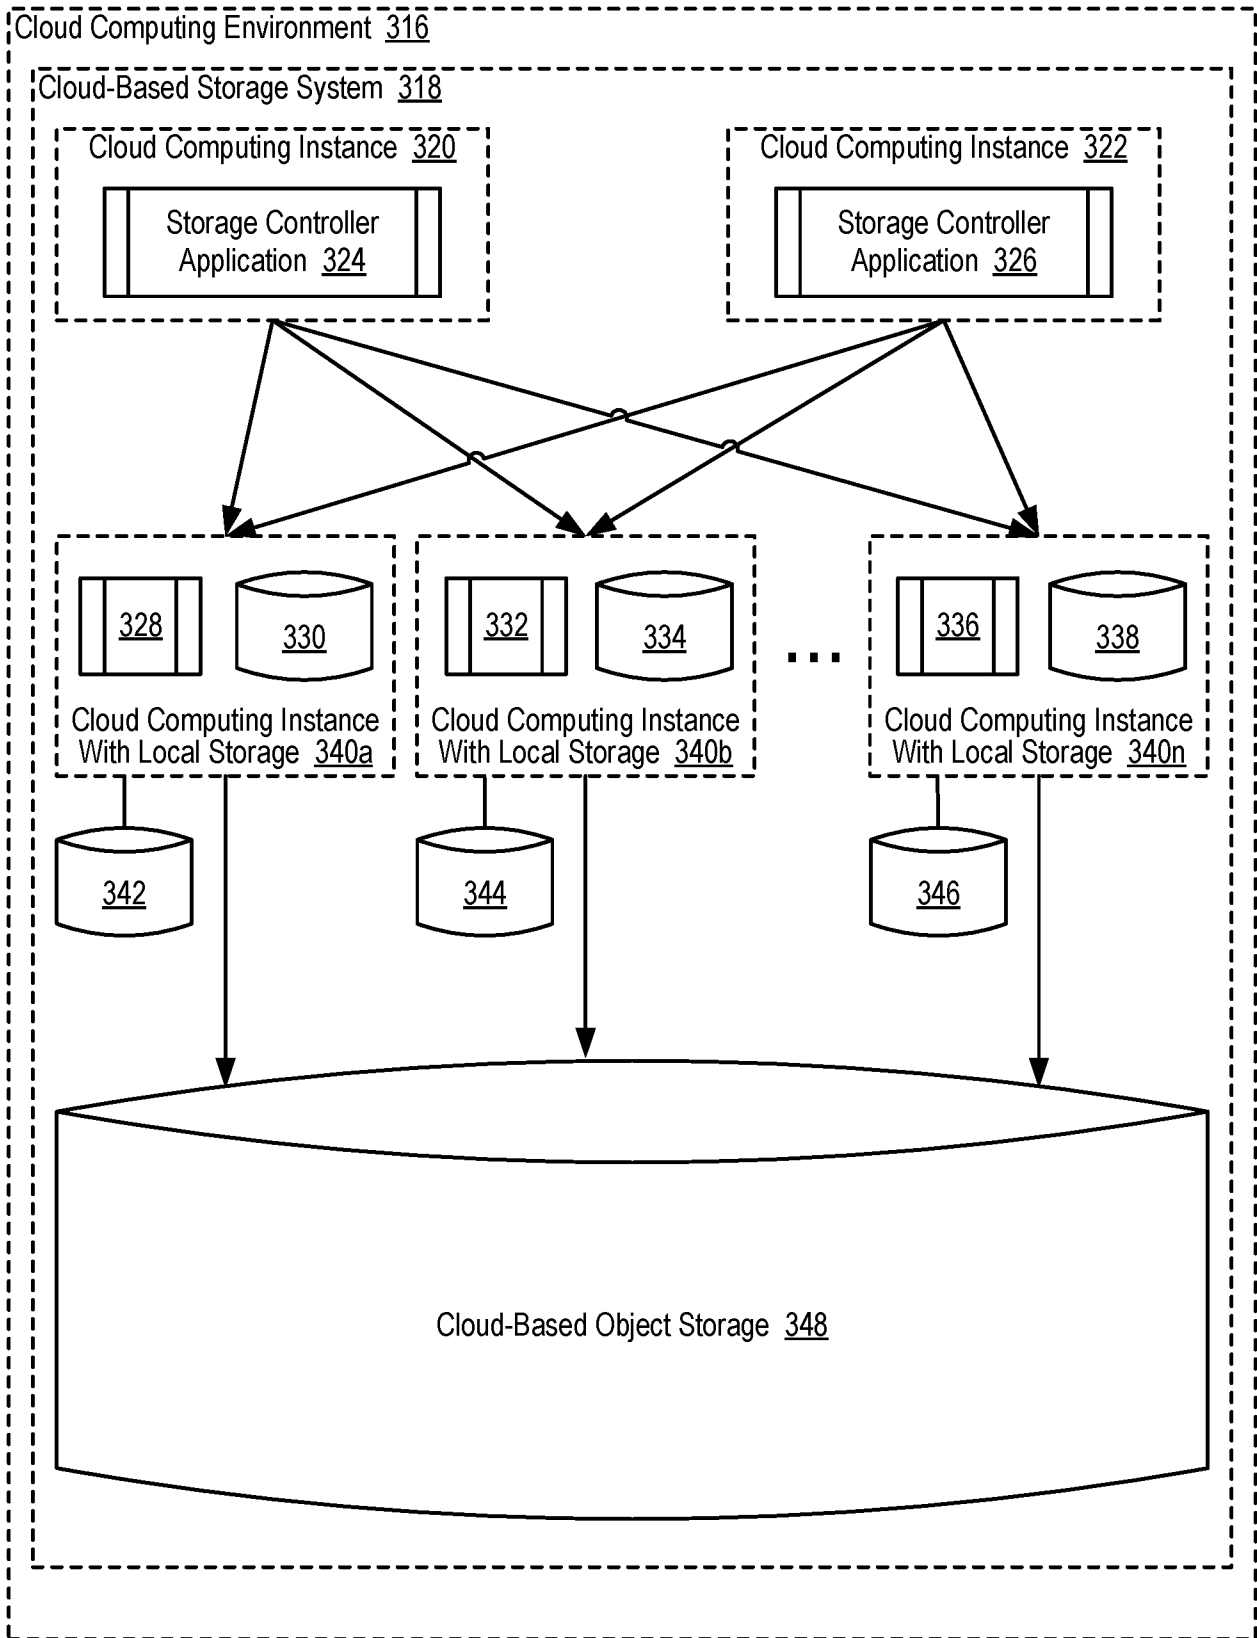 Cloud Computing Environment 316
Cloud-Based Storage System 318
Cloud Computing Instance 320
Storage Controller
Application 324
Cloud Computing Instance 322
Storage Controller
Application 326
328
330
Cloud Computing Instance
With Local Storage 340a
332
334
Cloud Computing Instance
With Local Storage 340b
...
336
338
Cloud Computing Instance
With Local Storage 340n
342
344
346
Cloud-Based Object Storage 348